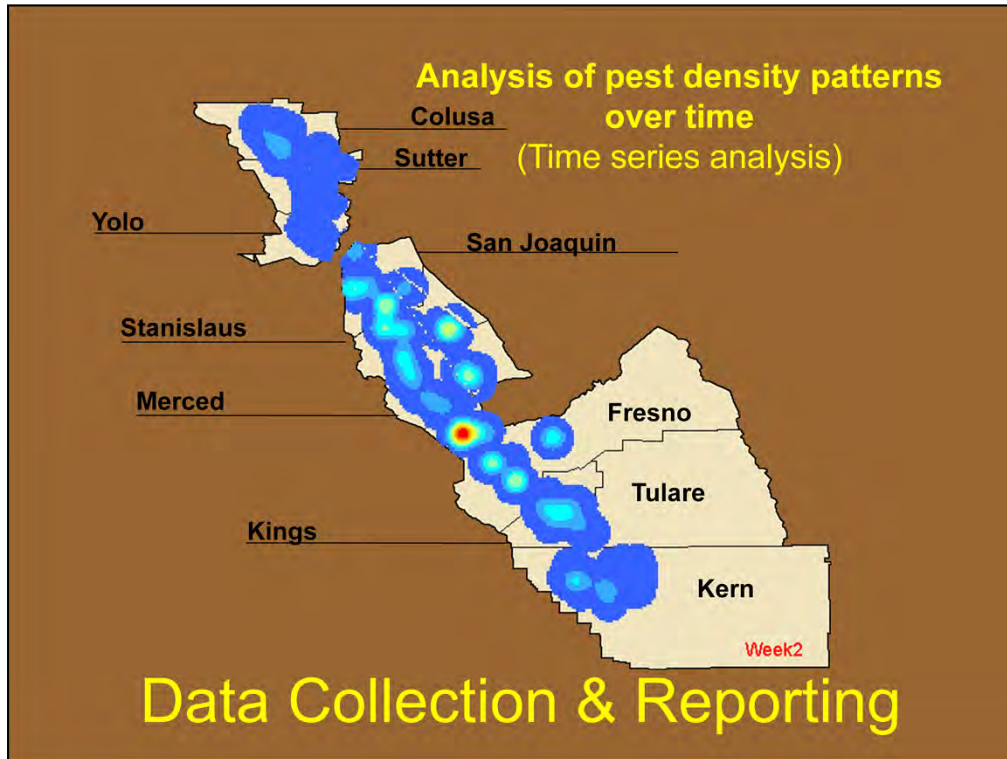 Analysis of pest density patterns
over time
(Time series analysis)
Colusa
Sutter
Yolo
San Joaquin
Stanislaus
Merced
Fresno
Tulare
Kings
Kern
Week2
Data Collection & Reporting